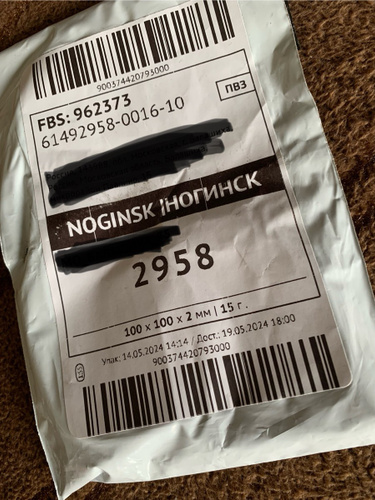 900374420793000
FBS: 962373
ПВЗ
61492958-0016-10
NOGINSK |НОГИНСК
2958
100 x 100 x 2 мм | 15 г.
Упак: 14.05.2024 14:14 / Дост.: 19.05.2024 18:00
900374420793000